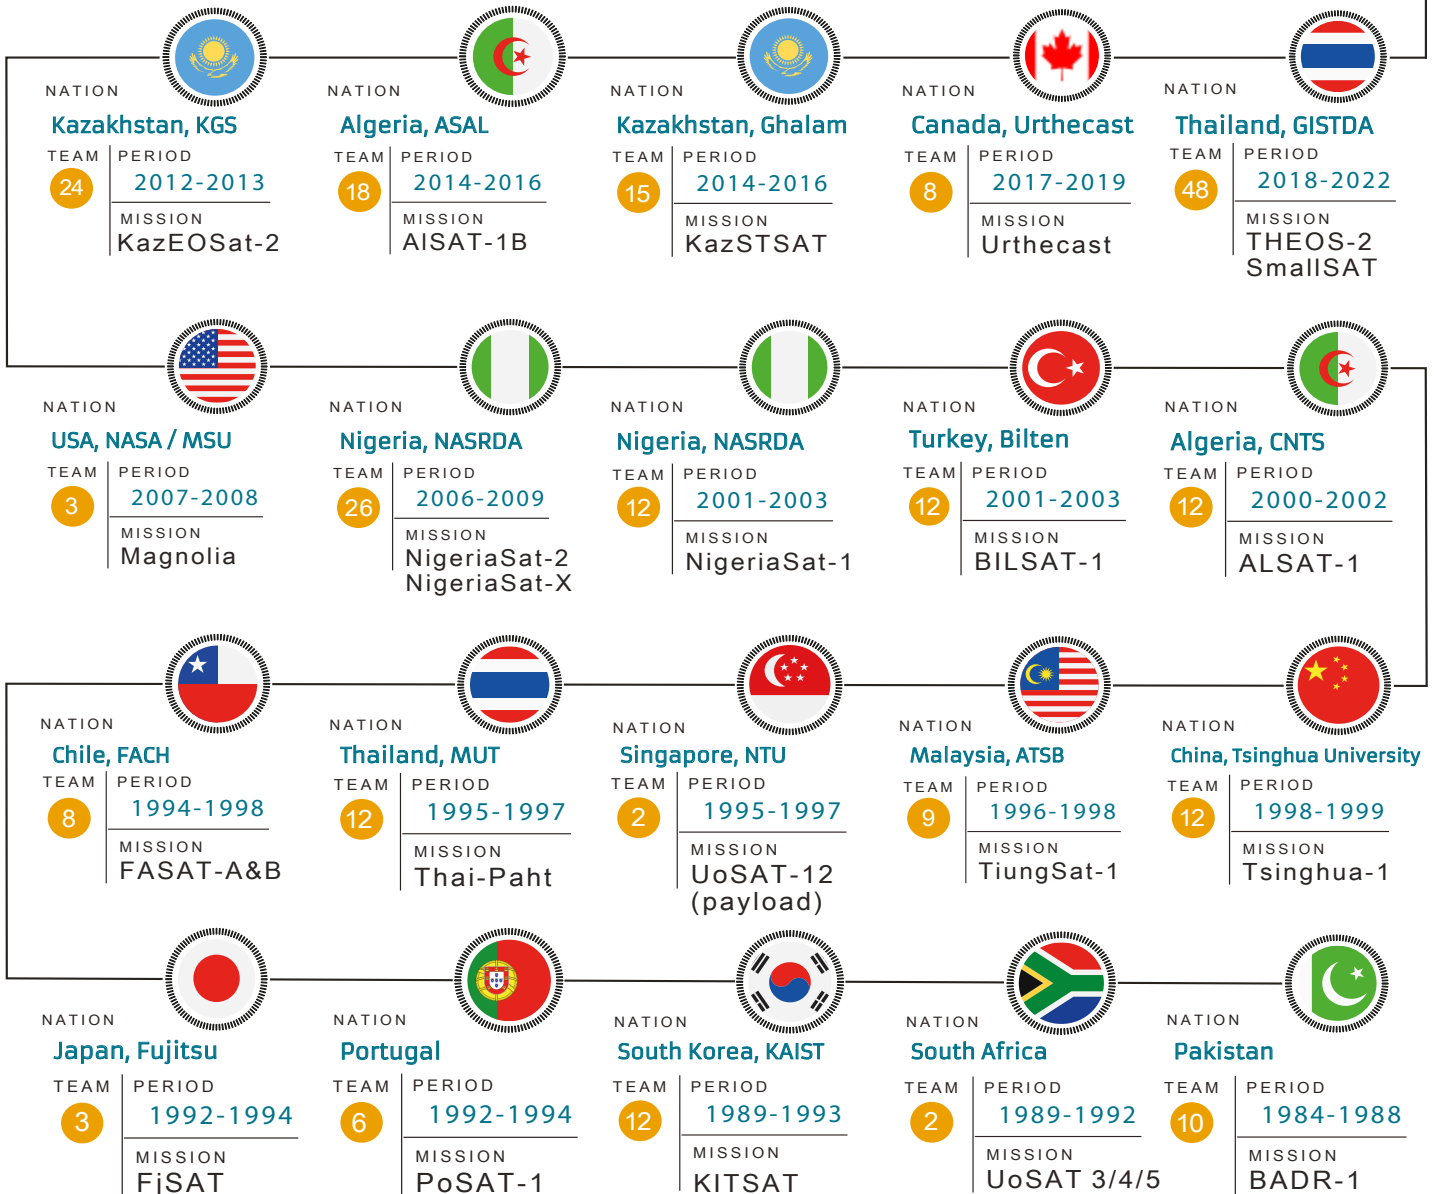 NATION
Kazakhstan, KGS
TEAM
PERIOD
24
2012-2013
MISSION
KazEOSat-2
NATION
Algeria, ASAL
TEAM
PERIOD
18
2014-2016
MISSION
AlSAT-1B
NATION
Kazakhstan, Ghalam
TEAM
PERIOD
15
2014-2016
MISSION
KazSTSAT
NATION
Canada, Urthecast
TEAM
PERIOD
8
2017-2019
MISSION
Urthecast
NATION
Thailand, GISTDA
TEAM
PERIOD
48
2018-2022
MISSION
THEOS-2
SmallSAT
NATION
USA, NASA / MSU
TEAM
PERIOD
3
2007-2008
MISSION
Magnolia
NATION
Nigeria, NASRDA
TEAM
PERIOD
26
2006-2009
MISSION
NigeriaSat-2
NigeriaSat-X
NATION
Nigeria, NASRDA
TEAM
PERIOD
12
2001-2003
MISSION
NigeriaSat-1
NATION
Turkey, Bilten
TEAM
PERIOD
12
2001-2003
MISSION
BILSAT-1
NATION
Algeria, CNTS
TEAM
PERIOD
12
2000-2002
MISSION
ALSAT-1
NATION
Chile, FACH
TEAM
PERIOD
8
1994-1998
MISSION
FASAT-A&B
NATION
Thailand, MUT
TEAM
PERIOD
12
1995-1997
MISSION
Thai-Paht
NATION
Singapore, NTU
TEAM
PERIOD
2
1995-1997
MISSION
UoSAT-12
(payload)
NATION
Malaysia, ATSB
TEAM
PERIOD
9
1996-1998
MISSION
TiungSat-1
NATION
China, Tsinghua University
TEAM
PERIOD
12
1998-1999
MISSION
Tsinghua-1
NATION
Japan, Fujitsu
TEAM
PERIOD
3
1992-1994
MISSION
FjSAT
NATION
Portugal
TEAM
PERIOD
6
1992-1994
MISSION
PoSAT-1
NATION
South Korea, KAIST
TEAM
PERIOD
12
1989-1993
MISSION
KITSAT
NATION
South Africa
TEAM
PERIOD
2
1989-1992
MISSION
UoSAT 3/4/5
NATION
Pakistan
TEAM
PERIOD
10
1984-1988
MISSION
BADR-1